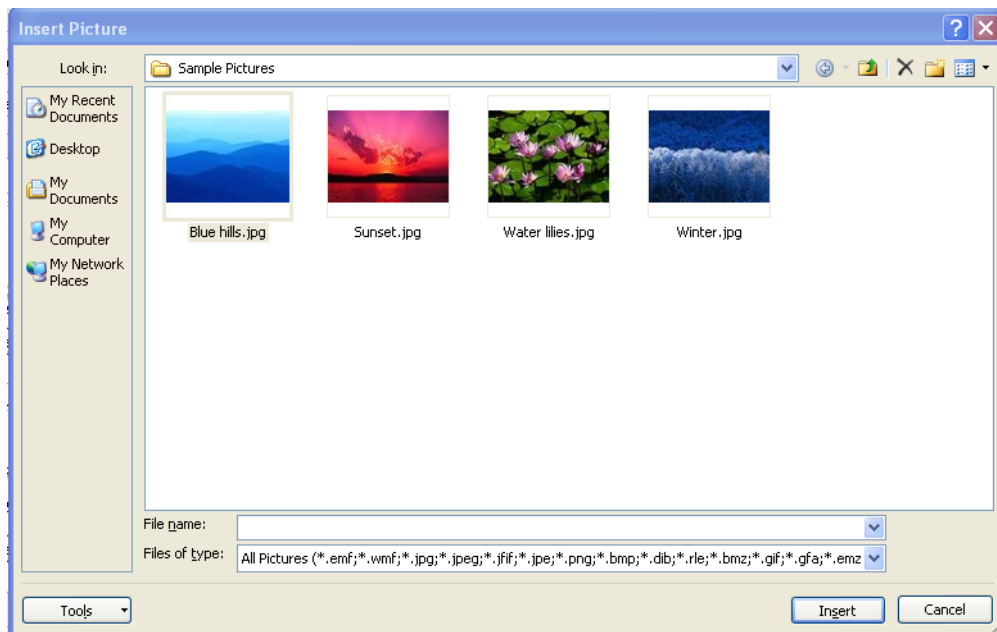 Insert Picture
?
Look in:
Sample Pictures
My Recent
Documents
Desktop
My
Documents
My
Computer
My Network
Places
Blue hills.jpg
Sunset.jpg
Water lilies.jpg
Winter.jpg
File name:
Files of type:
All Pictures (*.emf;*.wmf;*.jpg;*.jpeg;*.jfif;*.jpe;*.png;*.bmp;*.dib;*.rle;*.bmz;*.gif;*.gfa;*.emz
Tools
Insert
Cancel